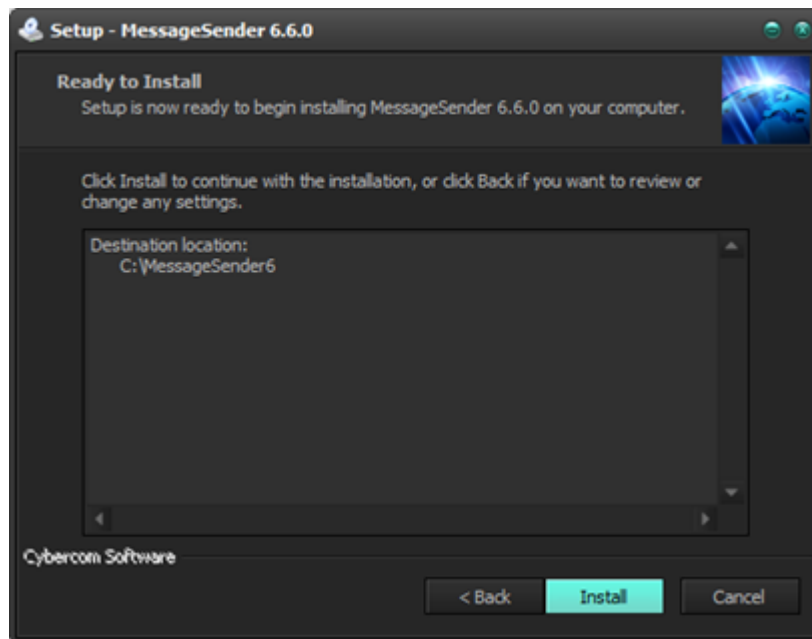 Setup - MessageSender 6.6.0
Ready to Install
Setup is now ready to begin installing MessageSender 6.6.0 on your computer.
Click Install to continue with the installation, or click Back if you want to review or
change any settings.
Destination location:
C:\MessageSender6
Cybercom Software
< Back
Install
Cancel